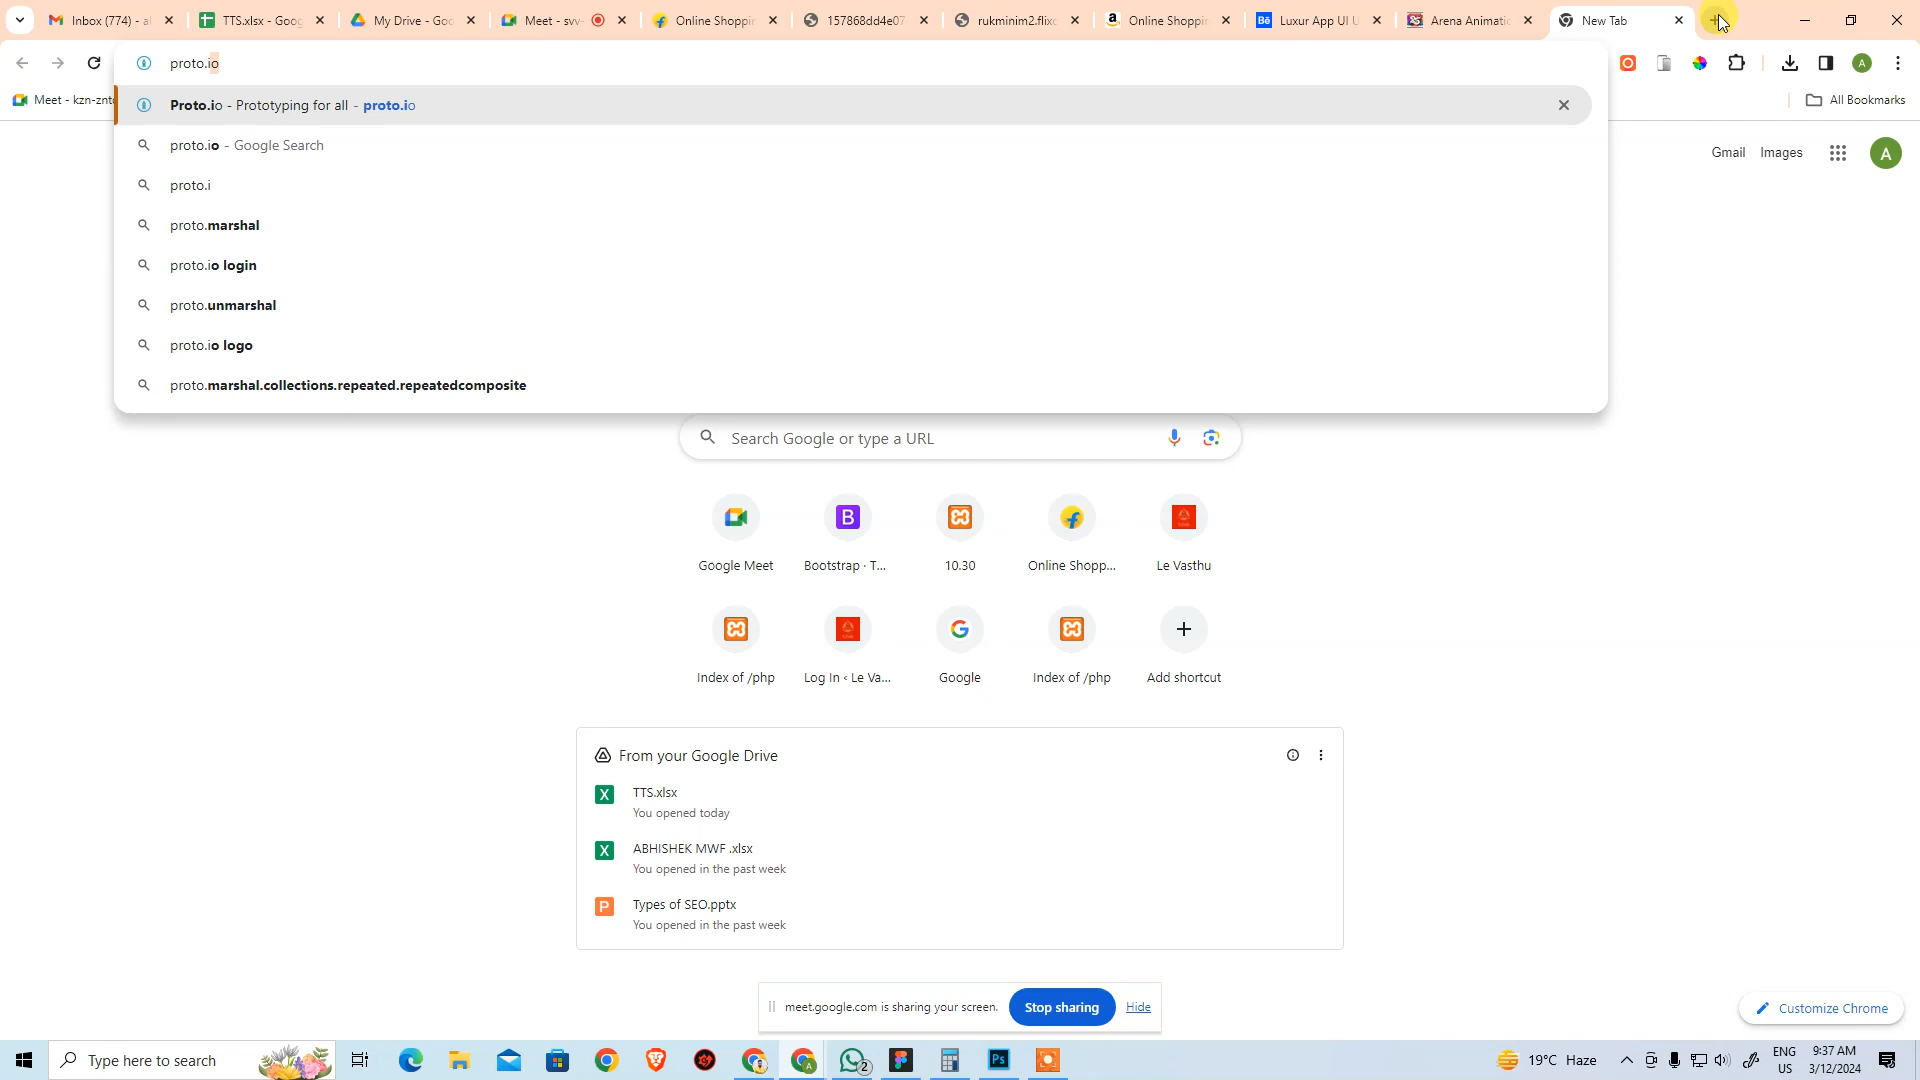 Inbox (774) - al
TTS.xlsx - Goog
My Drive - Goo
Meet - svv-
Online Shoppin
157868dd4e07
rukminim2.flixc
Online Shoppin
Luxur App UI U
Arena Animatic
New Tab
proto.io
Meet - kzn-zntc
All Bookmarks
Proto.io - Prototyping for all - proto.io
proto.io - Google Search
proto.i
proto.marshal
proto.io login
proto.unmarshal
proto.io logo
proto.marshal.collections.repeated.repeatedcomposite
Gmail Images
A
Search Google or type a URL
Google Meet
Bootstrap · T...
10.30
Online Shopp...
Le Vasthu
Index of /php
Log In ‹ Le Va...
Google
Index of /php
Add shortcut
From your Google Drive
TTS.xlsx
You opened today
ABHISHEK MWF .xlsx
You opened in the past week
Types of SEO.pptx
You opened in the past week
meet.google.com is sharing your screen.
Stop sharing
Hide
Customize Chrome
Type here to search
19°C Haze
ENG
US
9:37 AM
3/12/2024